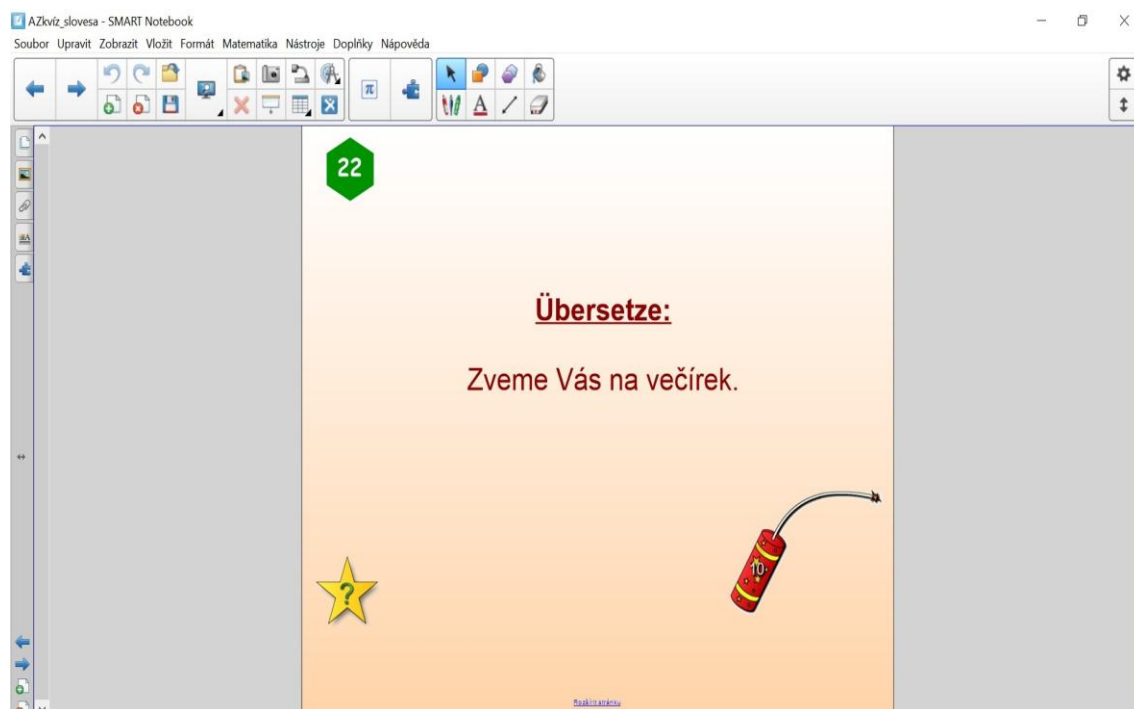 AZkvíz_slovesa - SMART Notebook
Soubor Upravit Zobrazit Vložit Formát Matematika Nástroje Doplňky Nápověda
π
A
22
Übersetze:
Zveme Vás na večírek.
10
?
Rozšířit stránku